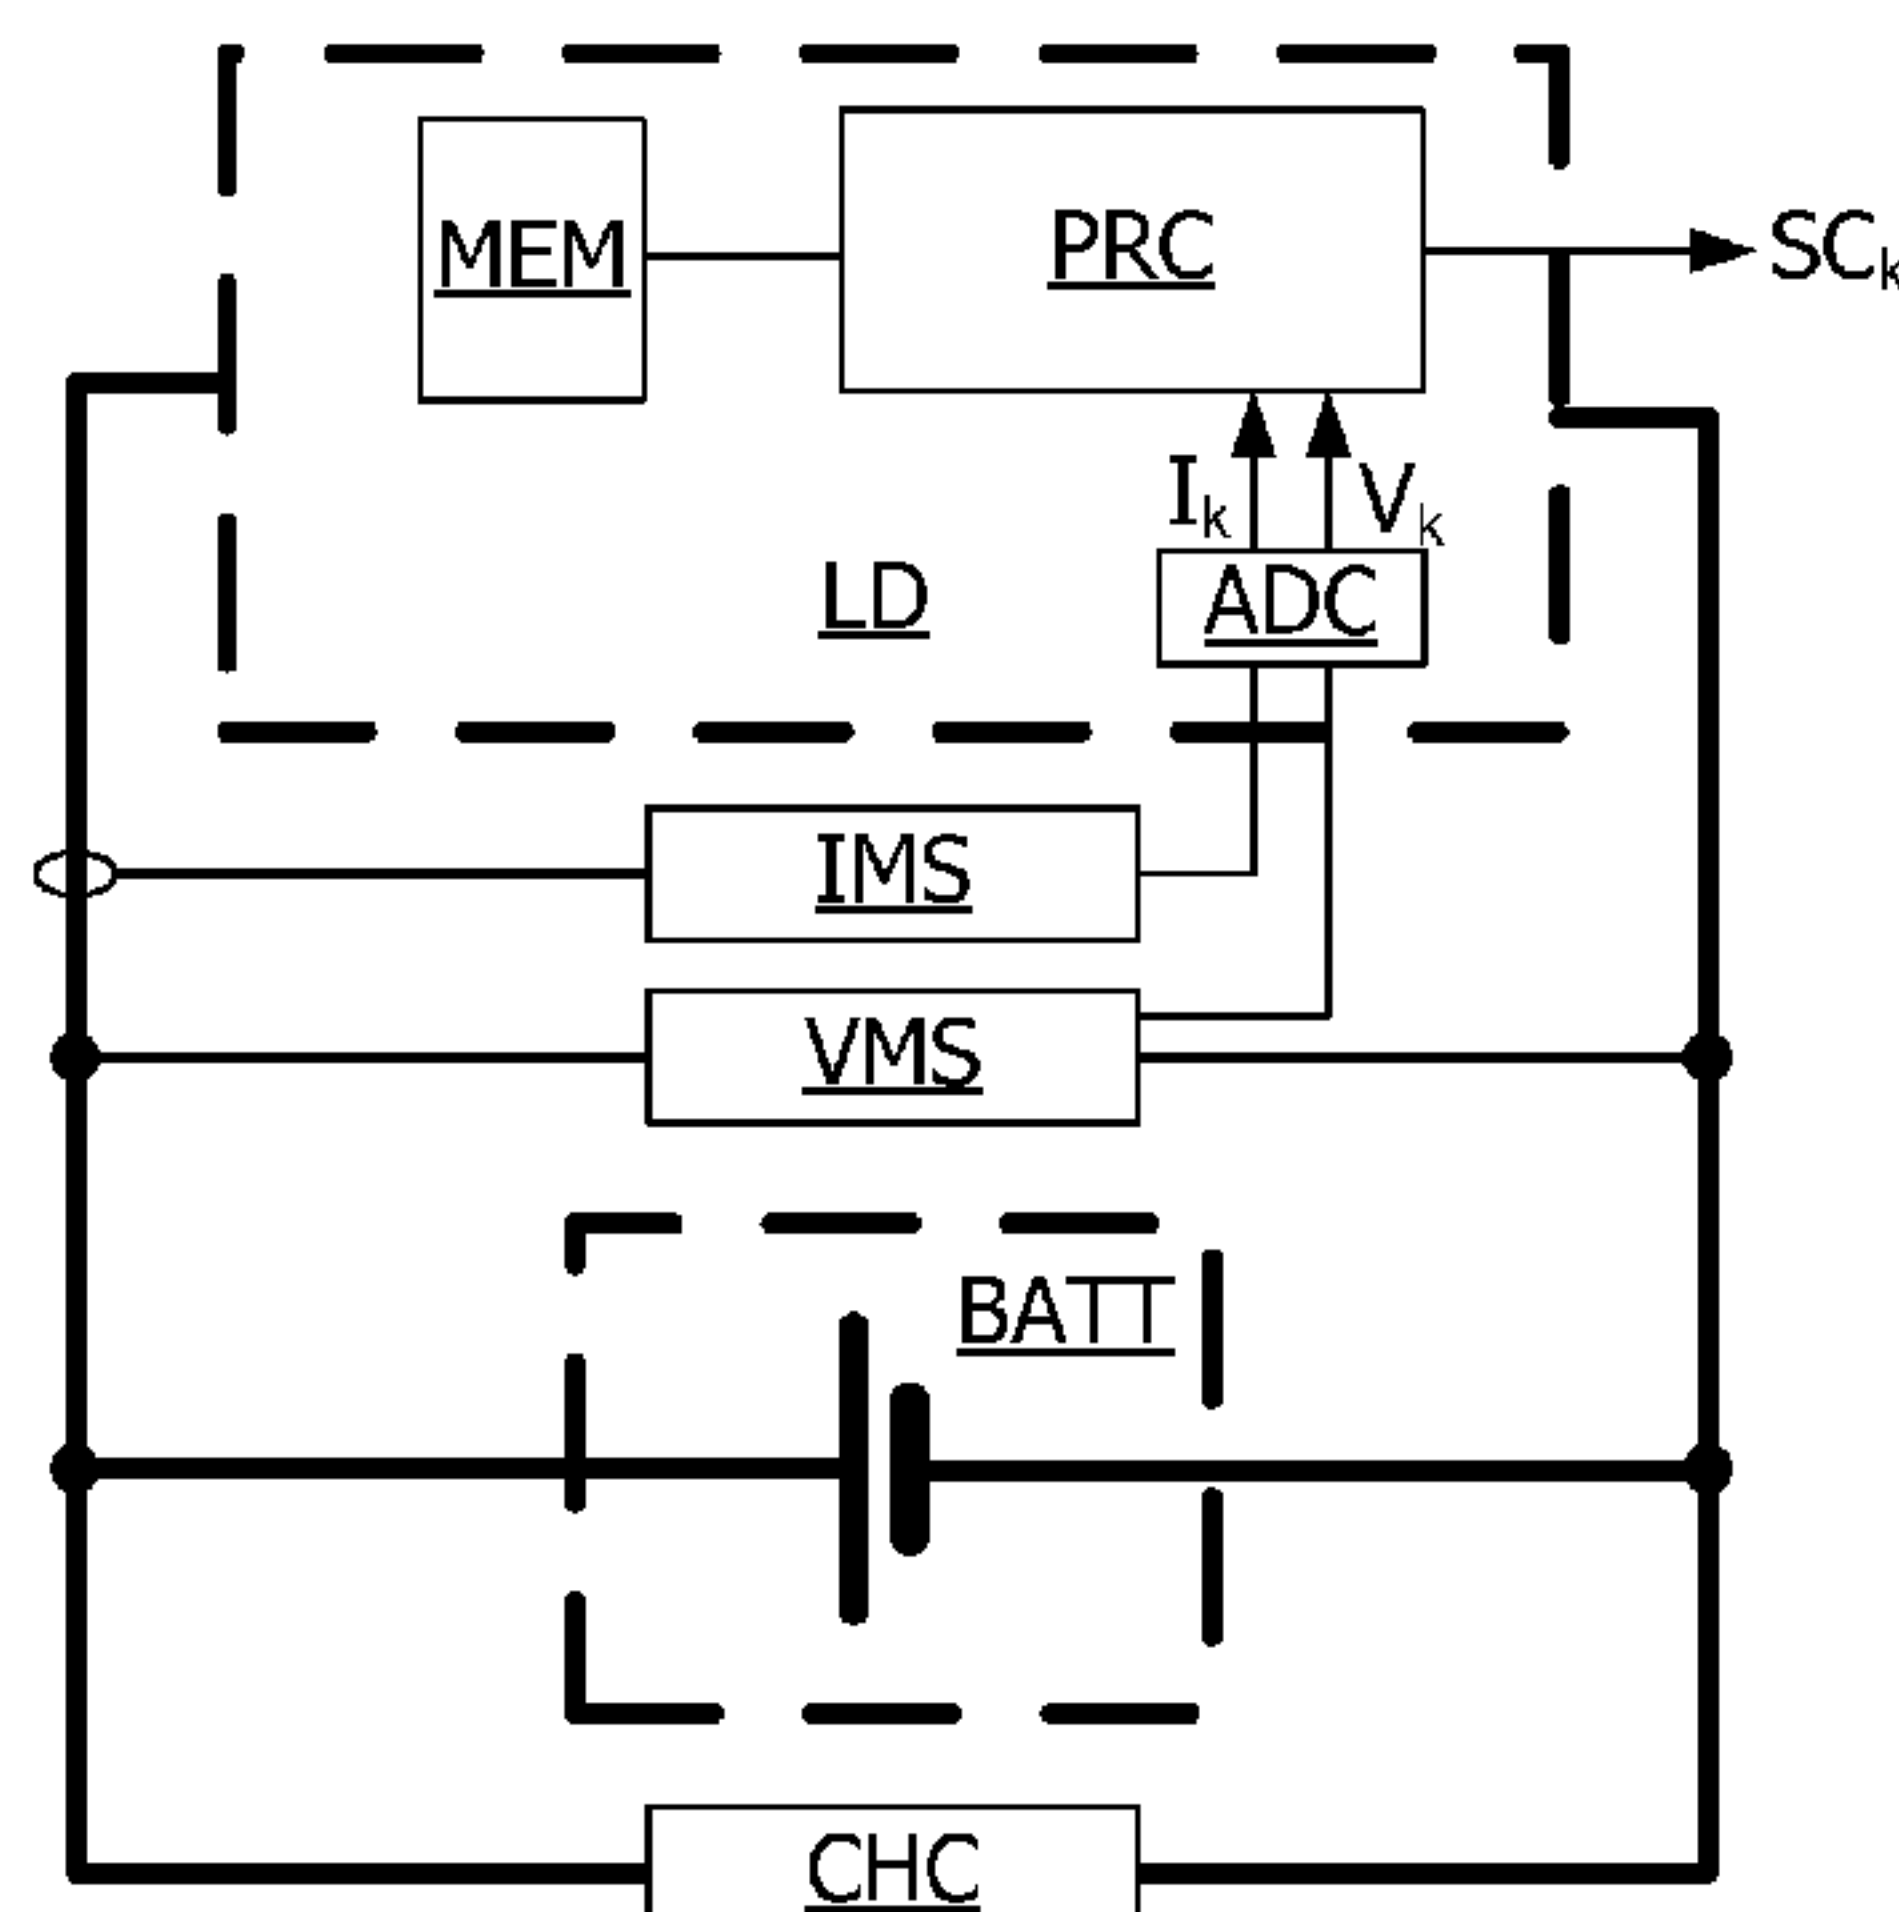 MEM
PRC
SCk
Ik
Vk
LD
ADC
IMS
VMS
BATT
CHC